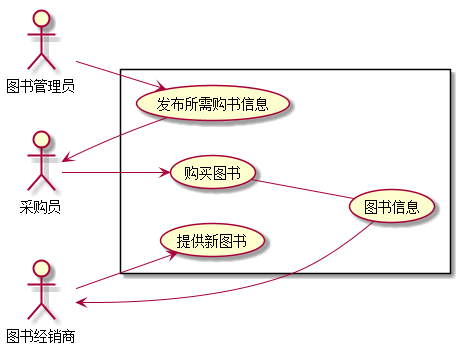 图书管理员
发布所需购书信息
购买图书
采购员
图书信息
提供新图书
图书经销商